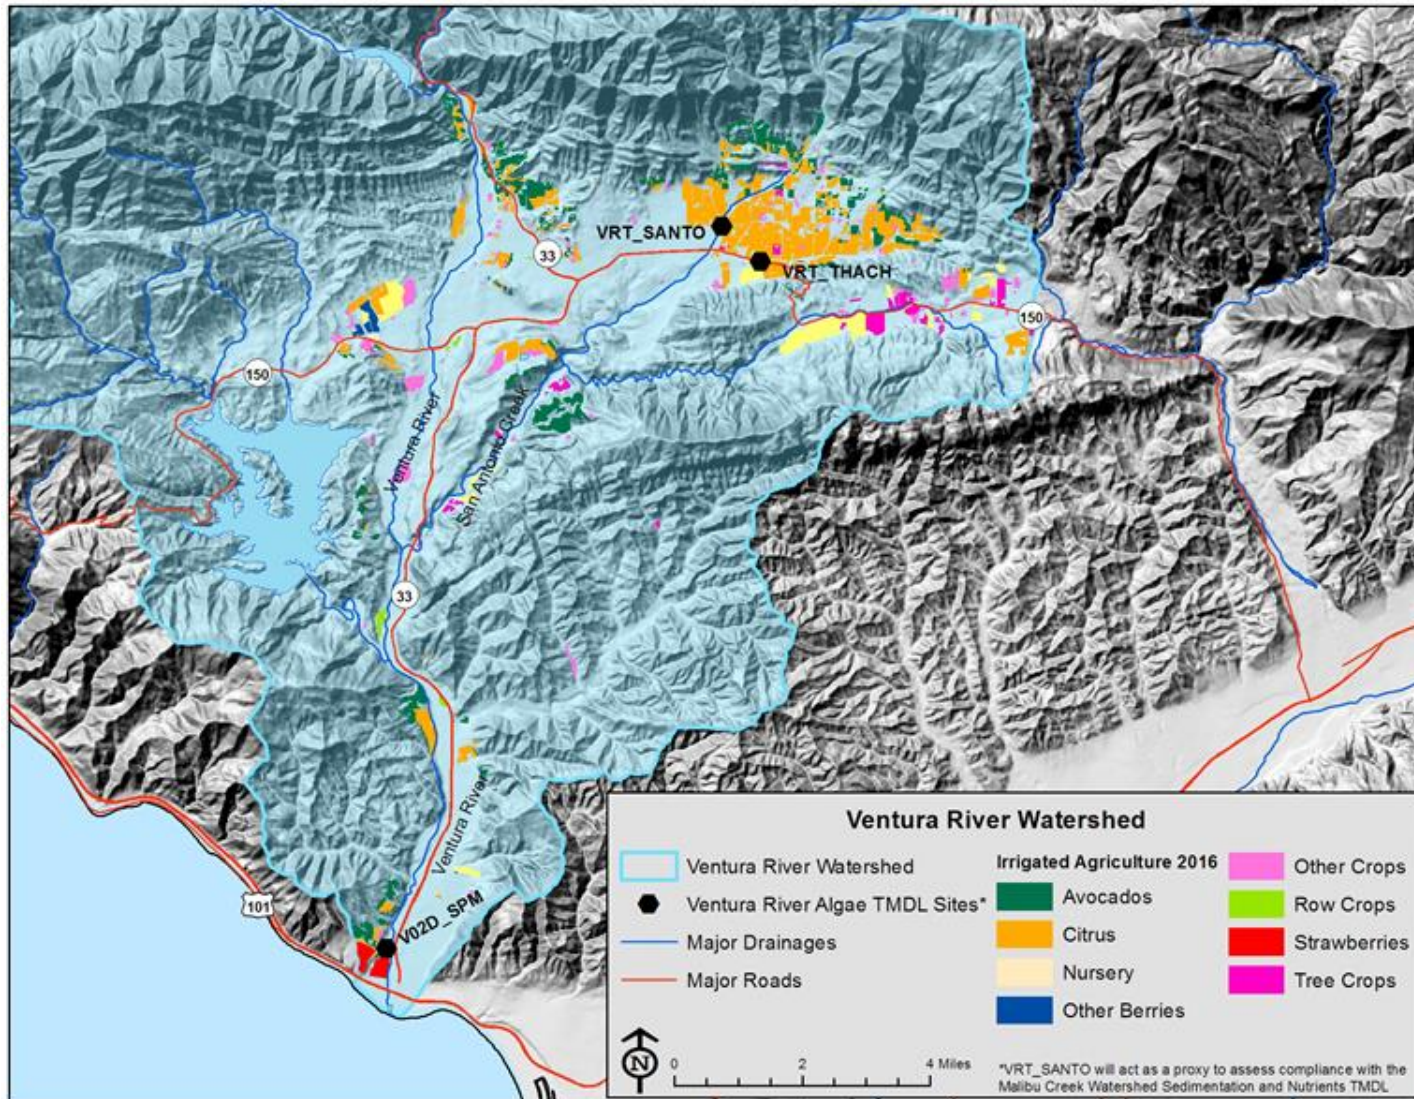 VRT_SANTO
33
VRT_THACH
150
150
Ventura River
San Antonio Creek
33
Ventura River
101
V02D_SPM
Ventura River Watershed
Ventura River Watershed
Ventura River Algae TMDL Sites*
Major Drainages
Major Roads
Irrigated Agriculture 2016
Avocados
Citrus
Nursery
Other Berries
Other Crops
Row Crops
Strawberries
Tree Crops
N
0 2 4 Miles
*VRT_SANTO will act as a proxy to assess compliance with the
Malibu Creek Watershed Sedimentation and Nutrients TMDL